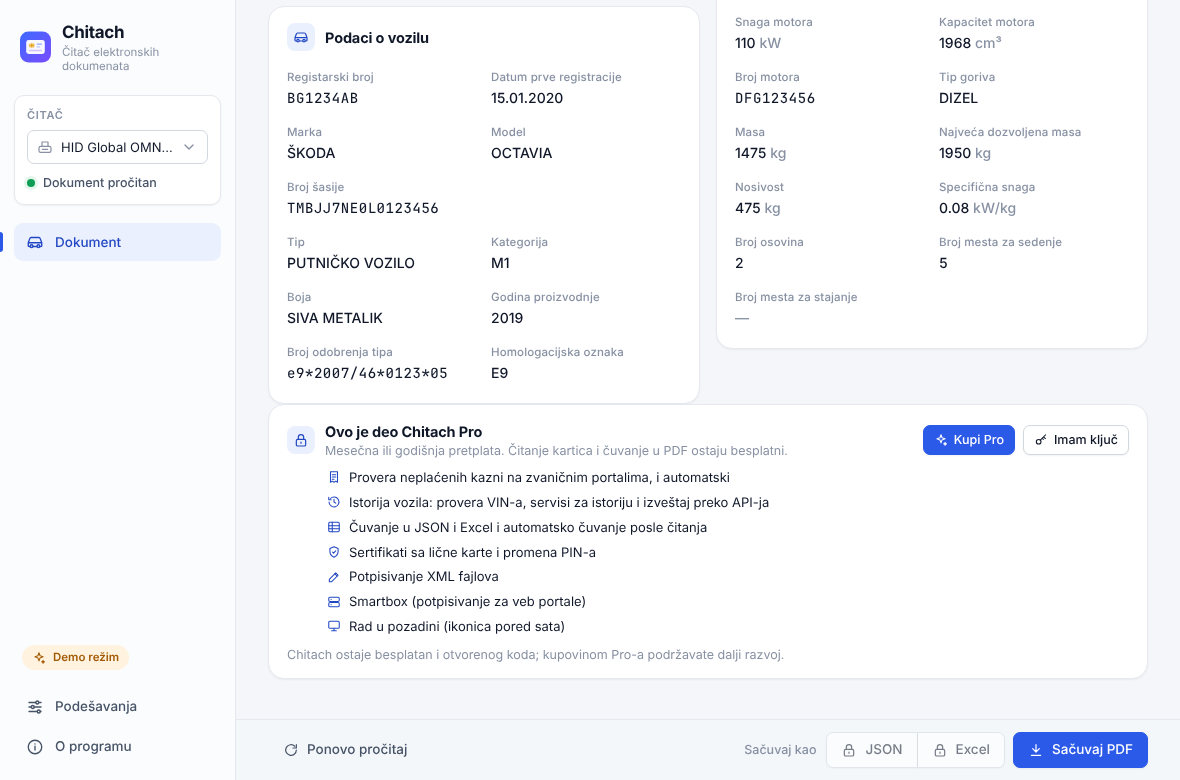 Chitach
Čitač elektronskih
dokumenata
ČITAČ
HID Global OMN...
Dokument pročitan
Dokument
Demo režim
Podešavanja
O programu
Podaci o vozilu
Registarski broj
BG1234AB
Datum prve registracije
15.01.2020
Marka
ŠKODA
Model
OCTAVIA
Broj šasije
TMBJJ7NE0L0123456
Tip
PUTNIČKO VOZILO
Kategorija
M1
Boja
SIVA METALIK
Godina proizvodnje
2019
Broj odobrenja tipa
e9*2007/46*0123*05
Homologacijska oznaka
E9
Snaga motora
110 kW
Kapacitet motora
1968 cm³
Broj motora
DFG123456
Tip goriva
DIZEL
Masa
1475 kg
Najveća dozvoljena masa
1950 kg
Nosivost
475 kg
Specifična snaga
0.08 kW/kg
Broj osovina
2
Broj mesta za sedenje
5
Broj mesta za stajanje
—
Ovo je deo Chitach Pro
Mesečna ili godišnja pretplata. Čitanje kartica i čuvanje u PDF ostaju besplatni.
Kupi Pro
Imam ključ
Provera neplaćenih kazni na zvaničnim portalima, i automatski
Istorija vozila: provera VIN-a, servisi za istoriju i izveštaj preko API-ja
Čuvanje u JSON i Excel i automatsko čuvanje posle čitanja
Sertifikati sa lične karte i promena PIN-a
Potpisivanje XML fajlova
Smartbox (potpisivanje za veb portale)
Rad u pozadini (ikonica pored sata)
Chitach ostaje besplatan i otvorenog koda; kupovinom Pro-a podržavate dalji razvoj.
Ponovo pročitaj
Sačuvaj kao
JSON
Excel
Sačuvaj PDF